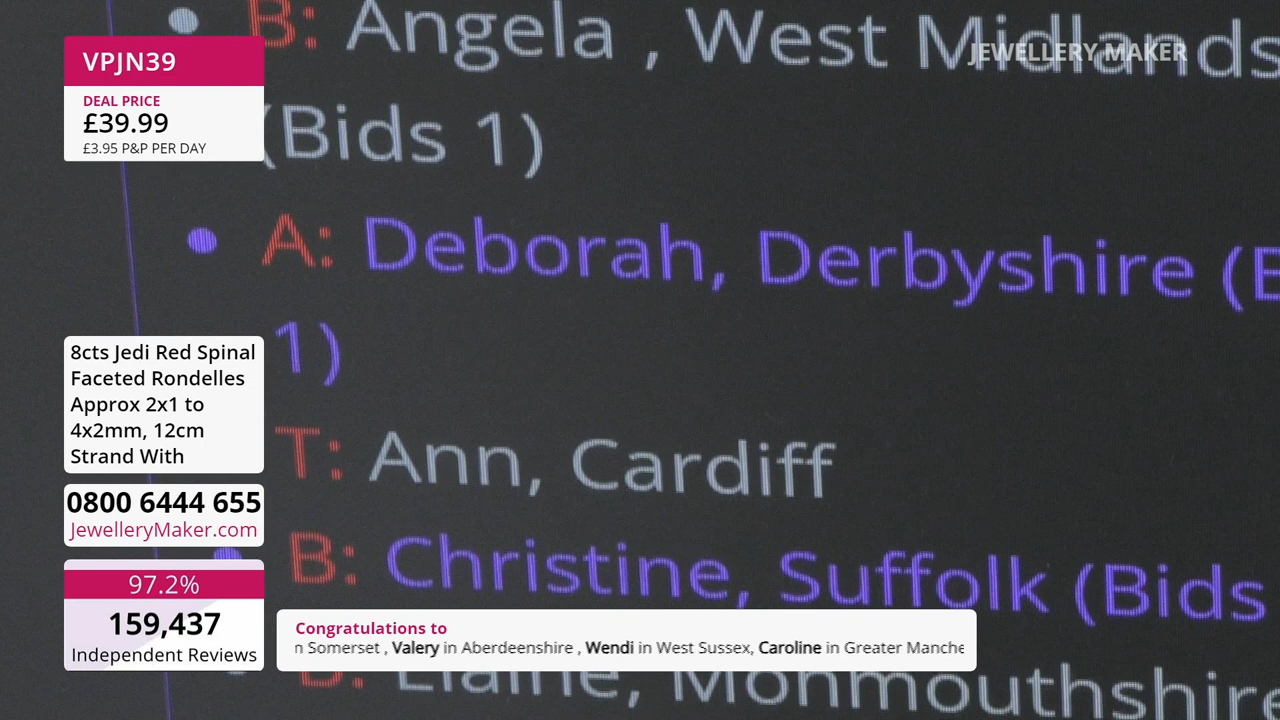 B: Angela , West Midlands
JEWELLERY MAKER
(Bids 1)
A: Deborah, Derbyshire (B
1)
T: Ann, Cardiff
B: Christine, Suffolk (Bids
B: Elaine, Monmouthshire
VPJN39
DEAL PRICE
£39.99
£3.95 P&P PER DAY
8cts Jedi Red Spinal
Faceted Rondelles
Approx 2x1 to
4x2mm, 12cm
Strand With
0800 6444 655
JewelleryMaker.com
97.2%
159,437
Independent Reviews
Congratulations to
n Somerset , Valery in Aberdeenshire , Wendi in West Sussex, Caroline in Greater Manche